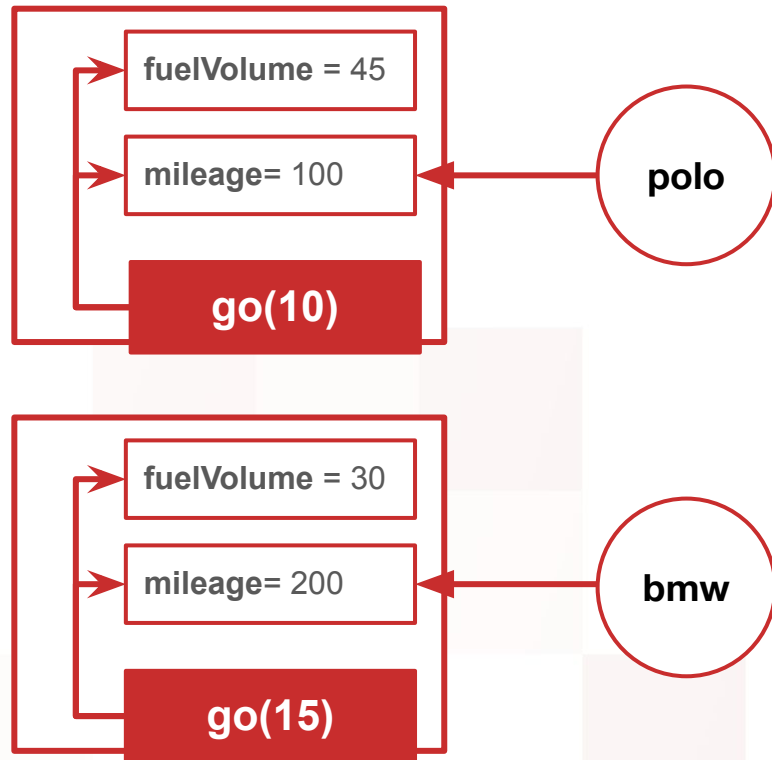 fuelVolume = 45
mileage= 100
polo
go(10)
fuelVolume = 30
mileage= 200
bmw
go(15)